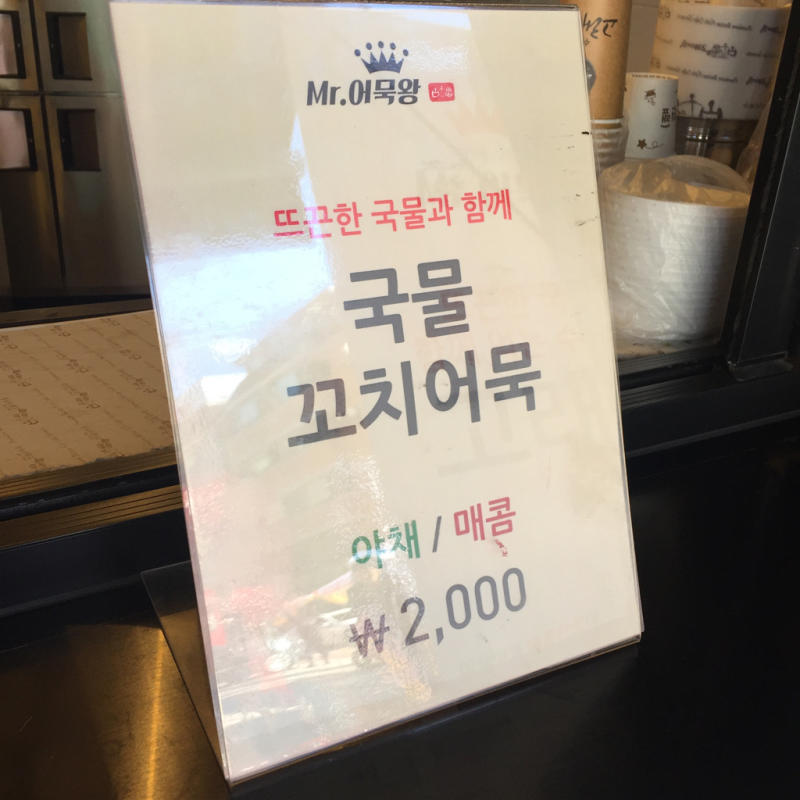 Mr.어묵왕
뜨끈한 국물과 함께
국물
꼬치어묵
야채 / 매콤
₩ 2,000